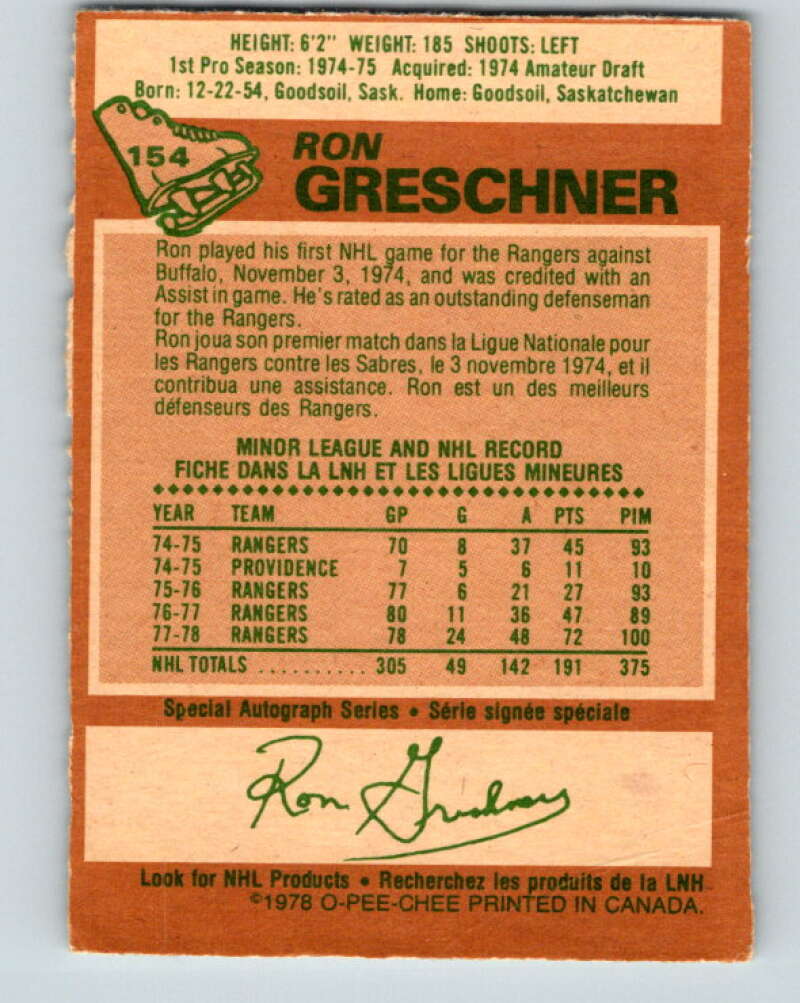 HEIGHT: 6'2" WEIGHT: 185 SHOOTS: LEFT
1st Pro Season: 1974-75 Acquired: 1974 Amateur Draft
Born: 12-22-54, Goodsoil, Sask. Home: Goodsoil, Saskatchewan
154
RON
GRESCHNER
Ron played his first NHL game for the Rangers against
Buffalo, November 3, 1974, and was credited with an
Assist in game. He's rated as an outstanding defenseman
for the Rangers.
Ron joua son premier match dans la Ligue Nationale pour
les Rangers contre les Sabres, le 3 novembre 1974, et il
contribua une assistance. Ron est un des meilleurs
défenseurs des Rangers.
MINOR LEAGUE AND NHL RECORD
FICHE DANS LA LNH ET LES LIGUES MINEURES
YEAR TEAM GP G A PTS PIM
74-75 RANGERS 70 8 37 45 93
74-75 PROVIDENCE 7 5 6 11 10
75-76 RANGERS 77 6 21 27 93
76-77 RANGERS 80 11 36 47 89
77-78 RANGERS 78 24 48 72 100
NHL TOTALS .......... 305 49 142 191 375
Special Autograph Series • Série signée spéciale
Ron Greschner
Look for NHL Products • Recherchez les produits de la LNH
©1978 O-PEE-CHEE PRINTED IN CANADA.